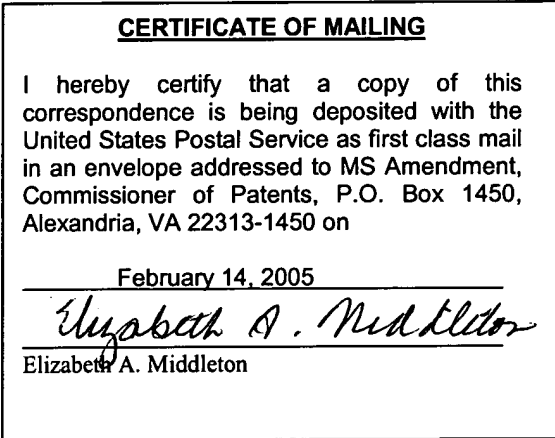 CERTIFICATE OF MAILING
I hereby certify that a copy of this
correspondence is being deposited with the
United States Postal Service as first class mail
in an envelope addressed to MS Amendment,
Commissioner of Patents, P.O. Box 1450,
Alexandria, VA 22313-1450 on
February 14, 2005
Elizabeth A. Middleton
Elizabeth A. Middleton